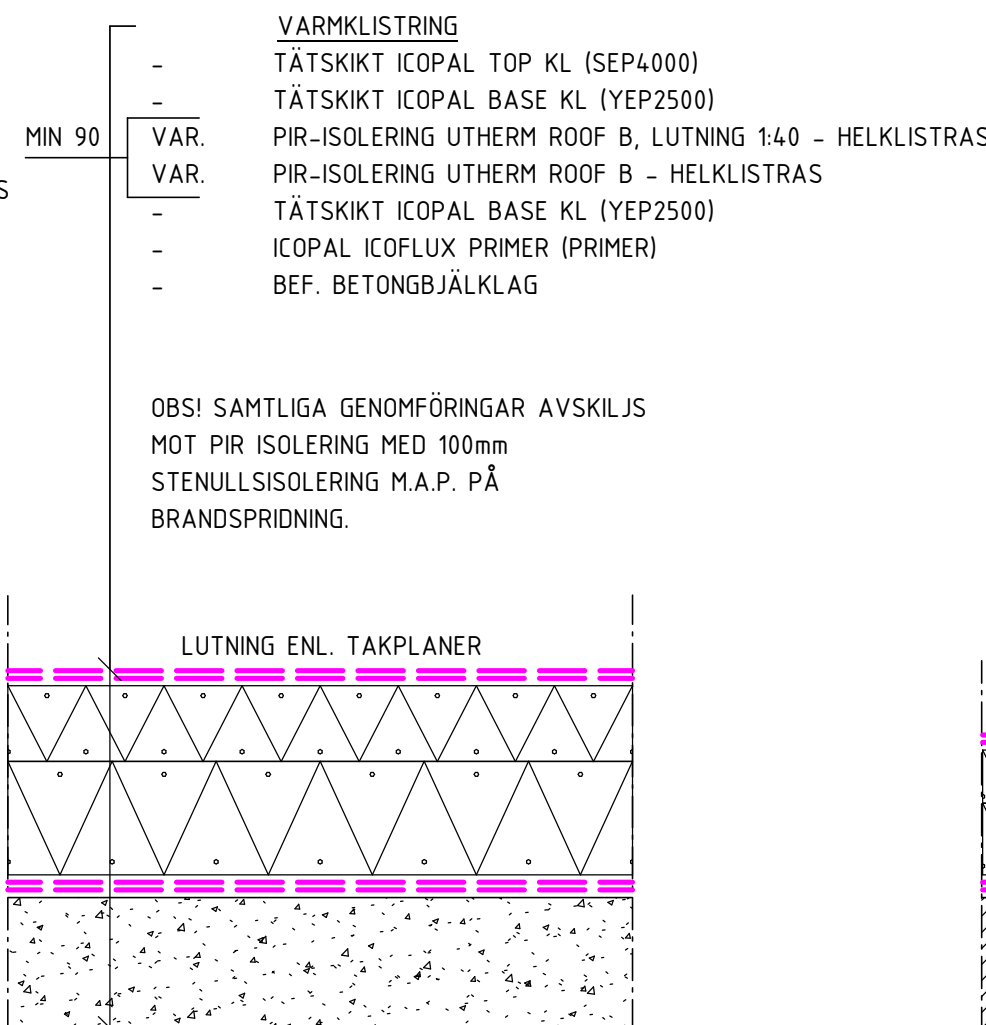 VARMKLISTRING
- TÄTSKIKT ICOPAL TOP KL (SEP4000)
- TÄTSKIKT ICOPAL BASE KL (YEP2500)
MIN 90 VAR. PIR-ISOLERING UTHERM ROOF B, LUTNING 1:40 - HELKLISTRAS
VAR. PIR-ISOLERING UTHERM ROOF B - HELKLISTRAS
S
- TÄTSKIKT ICOPAL BASE KL (YEP2500)
- ICOPAL ICOFLUX PRIMER (PRIMER)
- BEF. BETONGBJÄLKLAG
OBS! SAMTLIGA GENOMFÖRINGAR AVSKILJS
MOT PIR ISOLERING MED 100mm
STENULLSISOLERING M.A.P. PÅ
BRANDSPRIDNING.
LUTNING ENL. TAKPLANER